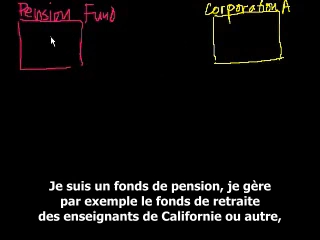 Pension Fund
Corporation A
Je suis un fonds de pension, je gère
par exemple le fonds de retraite
des enseignants de Californie ou autre,